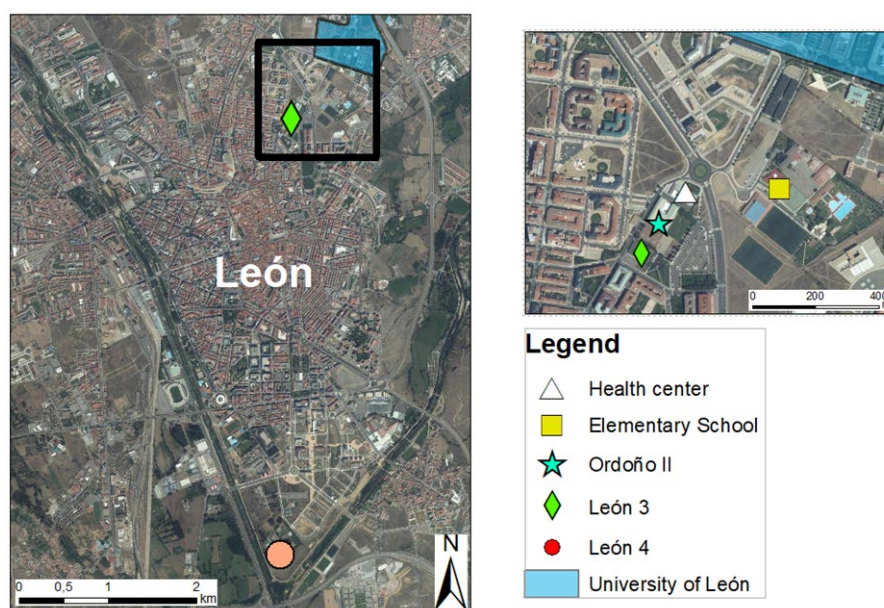 León
N
0 0,5 1 2
km
0 200 400
Legend
Health center
Elementary School
Ordoño II
León 3
León 4
University of León